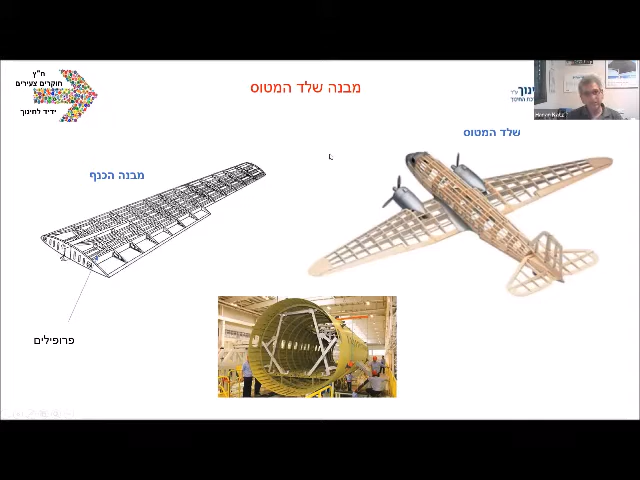 ח"ץ
חוקרים צעירים
ידיד לחינוך
מבנה שלד המטוס
שלד המטוס
מבנה הכנף
פרופילים